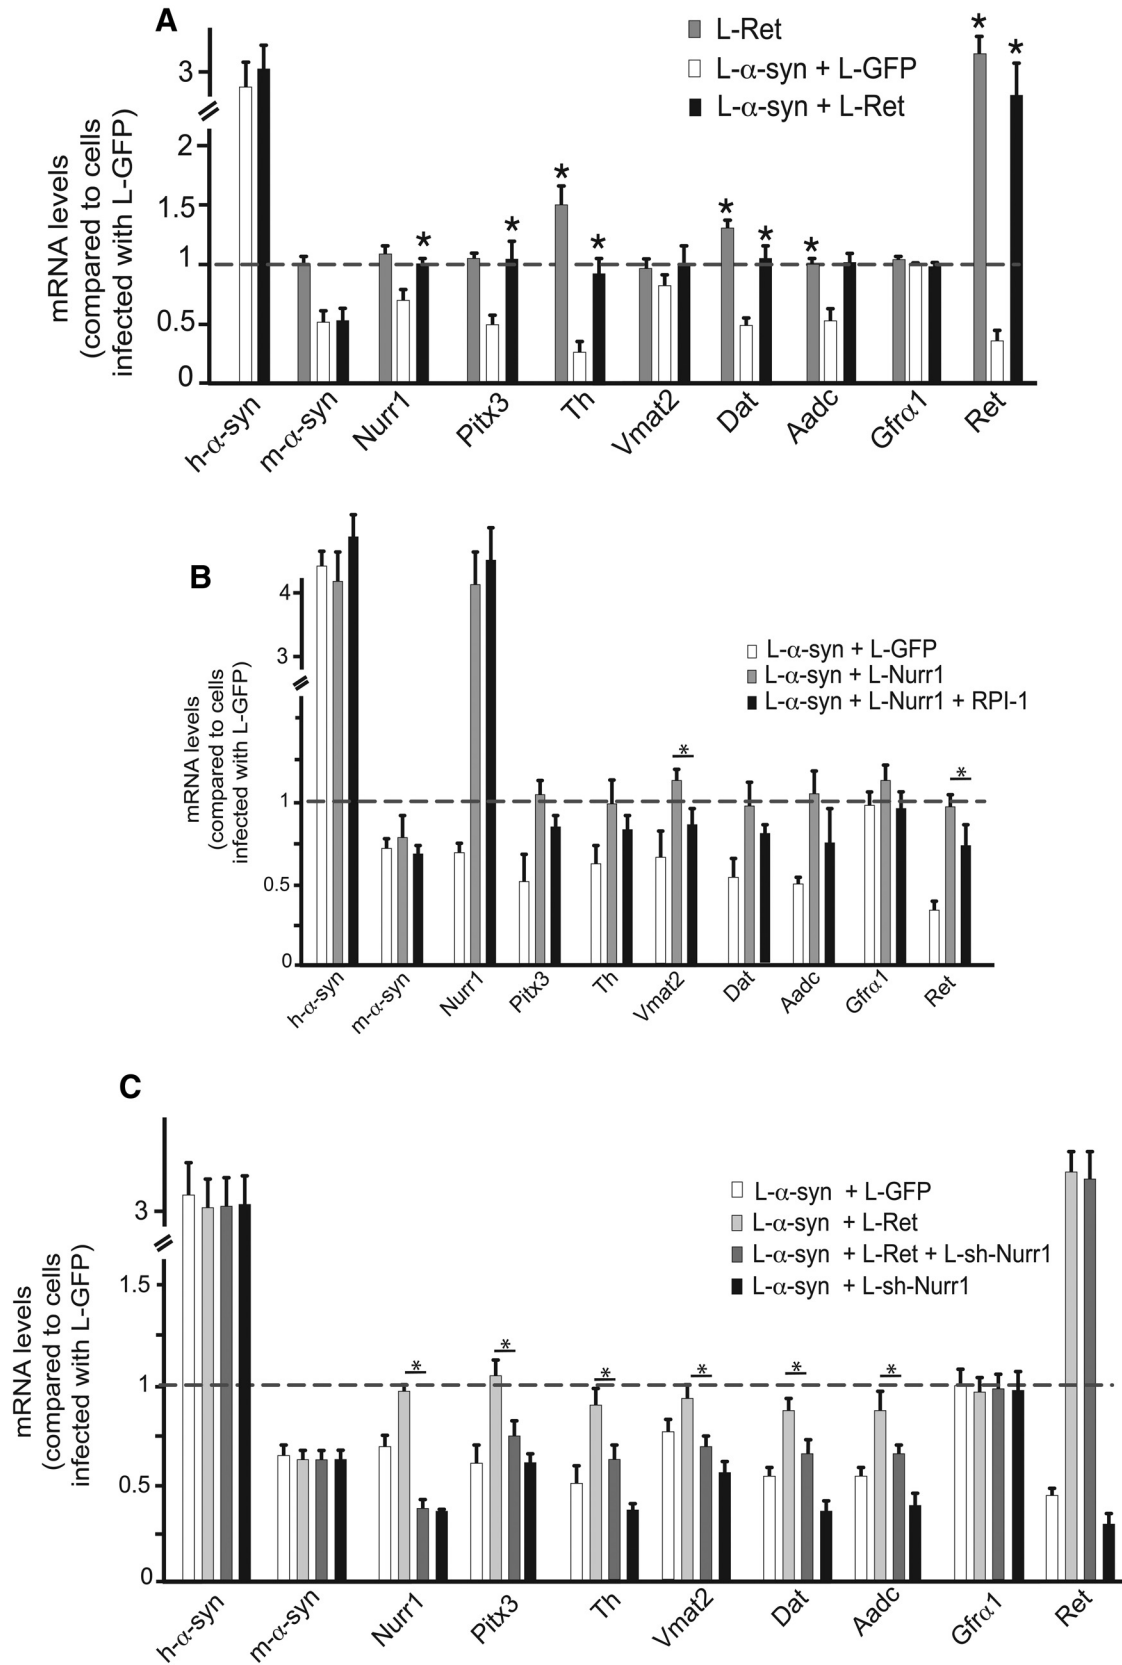 A
L-Ret
L-α-syn + L-GFP
L-α-syn + L-Ret
mRNA levels
(compared to cells
infected with L-GFP)
3
2
1.5
1
0.5
0
* * * * * * * * * *
h-α-syn m-α-syn Nurr1 Pitx3 Th Vmat2 Dat Aadc Gfrα1 Ret
B
L-α-syn + L-GFP
L-α-syn + L-Nurr1
L-α-syn + L-Nurr1 + RPI-1
mRNA levels
(compared to cells
infected with L-GFP)
4
3
1
0.5
0
* *
h-α-syn m-α-syn Nurr1 Pitx3 Th Vmat2 Dat Aadc Gfrα1 Ret
C
L-α-syn + L-GFP
L-α-syn + L-Ret
L-α-syn + L-Ret + L-sh-Nurr1
L-α-syn + L-sh-Nurr1
mRNA levels
(compared to cells
infected with L-GFP)
3
1.5
1
0.5
0
* * * * * *
h-α-syn m-α-syn Nurr1 Pitx3 Th Vmat2 Dat Aadc Gfrα1 Ret